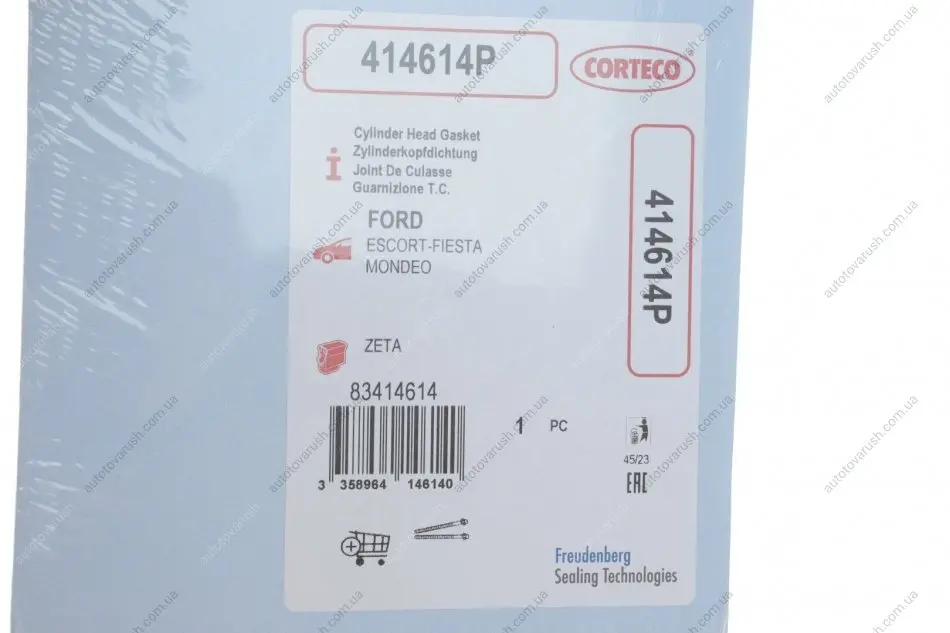 414614P
CORTECO
Cylinder Head Gasket
Zylinderkopfdichtung
Joint De Culasse
Guarnizione T.C.
FORD
ESCORT-FIESTA
MONDEO
414614P
ZETA
83414614
1 PC
3 358964 146140
45/23
EAC
Freudenberg
Sealing Technologies
autotovarush.com.ua